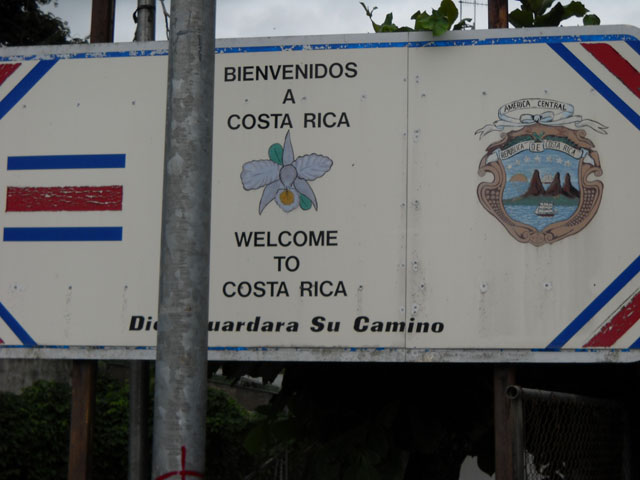 BIENVENIDOS
A
COSTA RICA
AMERICA CENTRAL
REPUBLICA DE COSTA RICA
WELCOME
TO
COSTA RICA
Su Camino